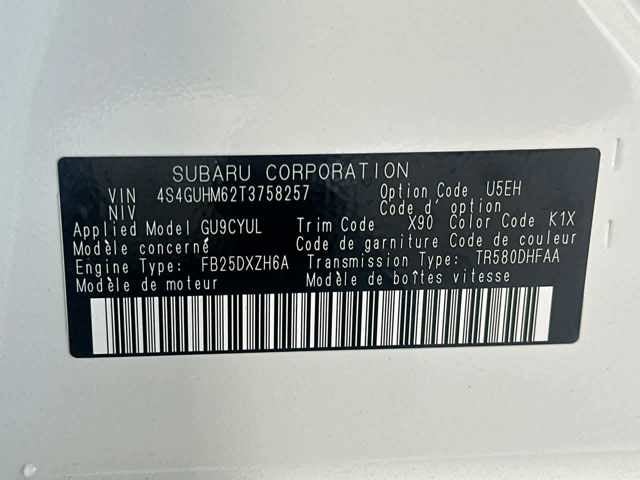 SUBARU CORPORATION
VIN 4S4GUHM62T3758257 Option Code U5EH
NIV Code d' option
Applied Model GU9CYUL Trim Code X90 Color Code K1X
Modèle concerné Code de garniture Code de couleur
Engine Type: FB25DXZH6A Transmission Type: TR580DHFAA
Modèle de moteur Modèle de boîtes vitesse